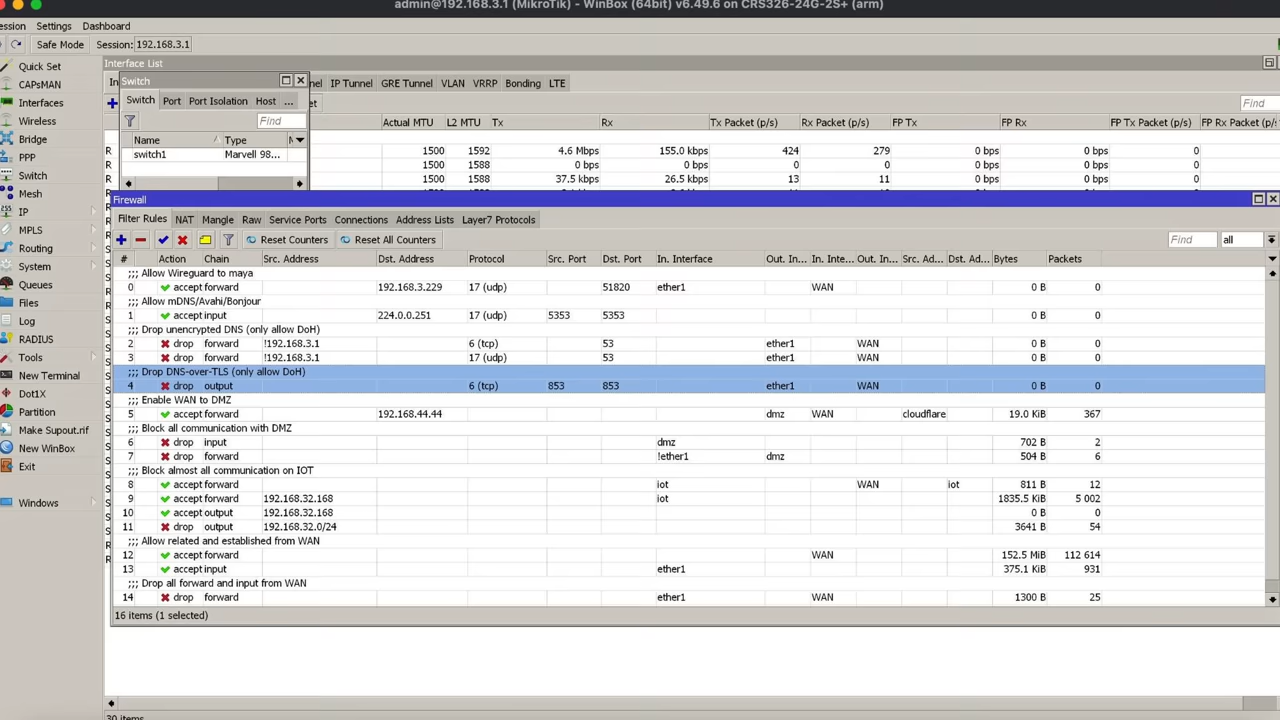 admin@192.168.3.1 (MikroTik) - WinBox (64bit) v6.49.6 on CRS326-24G-2S+ (arm)
ession Settings Dashboard
Safe Mode Session: 192.168.3.1
Quick Set
CAPsMAN
Interfaces
Wireless
Bridge
PPP
Switch
Mesh
IP
MPLS
Routing
System
Queues
Files
Log
RADIUS
Tools
New Terminal
Dot1X
Partition
Make Supout.rif
New WinBox
Exit
Windows
Interface List
nel IP Tunnel GRE Tunnel VLAN VRRP Bonding LTE
et Find
Actual MTU L2 MTU Tx Rx Tx Packet (p/s) Rx Packet (p/s) FP Tx FP Rx FP Tx Packet (p/s) FP Rx Packet (p/s
R 1500 1592 4.6 Mbps 155.0 kbps 424 279 0 bps 0 bps 0
R 1500 1588 0 bps 0 bps 0 0 0 bps 0 bps 0
R 1500 1588 37.5 kbps 26.5 kbps 13 11 0 bps 0 bps 0
Switch
Switch Port Port Isolation Host ...
Find
Name Type
switch1 Marvell 98...
Firewall
Filter Rules NAT Mangle Raw Service Ports Connections Address Lists Layer7 Protocols
Reset Counters Reset All Counters Find all
# Action Chain Src. Address Dst. Address Protocol Src. Port Dst. Port In. Interface Out. In... In. Inte... Out. In... Src. Ad... Dst. Ad... Bytes Packets
;;; Allow Wireguard to maya
0 accept forward 192.168.3.229 17 (udp) 51820 ether1 WAN 0 B 0
;;; Allow mDNS/Avahi/Bonjour
1 accept input 224.0.0.251 17 (udp) 5353 5353 0 B 0
;;; Drop unencrypted DNS (only allow DoH)
2 drop forward !192.168.3.1 6 (tcp) 53 ether1 WAN 0 B 0
3 drop forward !192.168.3.1 17 (udp) 53 ether1 WAN 0 B 0
;;; Drop DNS-over-TLS (only allow DoH)
4 drop output 6 (tcp) 853 853 ether1 WAN 0 B 0
;;; Enable WAN to DMZ
5 accept forward 192.168.44.44 dmz WAN cloudflare 19.0 KiB 367
;;; Block all communication with DMZ
6 drop input dmz 702 B 2
7 drop forward !ether1 dmz 504 B 6
;;; Block almost all communication on IOT
8 accept forward iot WAN iot 811 B 12
9 accept forward 192.168.32.168 iot 1835.5 KiB 5 002
10 accept output 192.168.32.168 0 B 0
11 drop output 192.168.32.0/24 3641 B 54
;;; Allow related and established from WAN
12 accept forward WAN 152.5 MiB 112 614
13 accept input ether1 375.1 KiB 931
;;; Drop all forward and input from WAN
14 drop forward ether1 WAN 1300 B 25
16 items (1 selected)
30 items